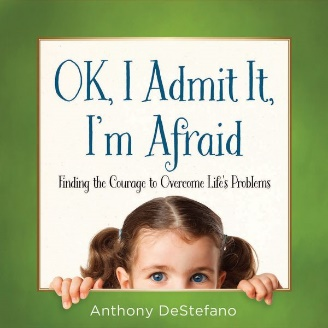 OK, I Admit It,
I'm Afraid
Finding the Courage to Overcome Life's Problems
Anthony DeStefano